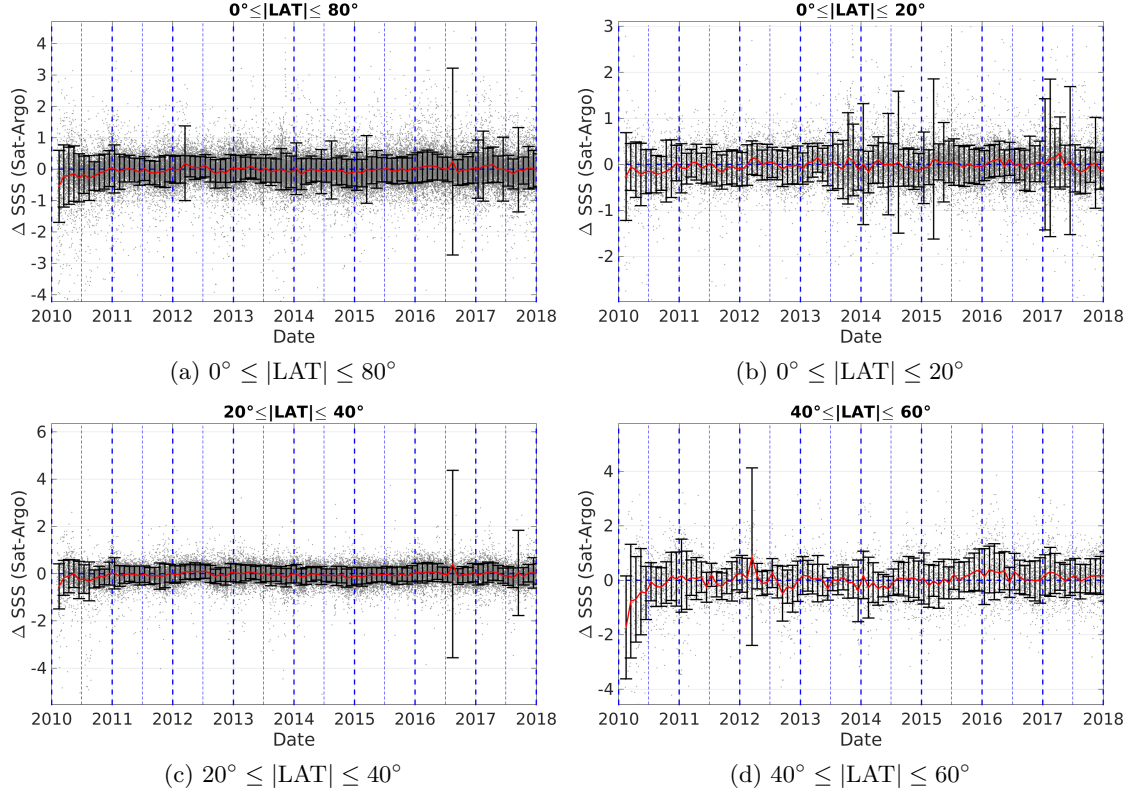 0°≤|LAT|≤ 80°
Δ SSS (Sat-Argo)
4
3
2
1
0
-1
-2
-3
-4
2010 2011 2012 2013 2014 2015 2016 2017 2018
Date
(a) 0° ≤ |LAT| ≤ 80°
0°≤|LAT|≤ 20°
Δ SSS (Sat-Argo)
3
2
1
0
-1
-2
2010 2011 2012 2013 2014 2015 2016 2017 2018
Date
(b) 0° ≤ |LAT| ≤ 20°
20°≤|LAT|≤ 40°
Δ SSS (Sat-Argo)
6
4
2
0
-2
-4
2010 2011 2012 2013 2014 2015 2016 2017 2018
Date
(c) 20° ≤ |LAT| ≤ 40°
40°≤|LAT|≤ 60°
Δ SSS (Sat-Argo)
4
2
0
-2
-4
2010 2011 2012 2013 2014 2015 2016 2017 2018
Date
(d) 40° ≤ |LAT| ≤ 60°